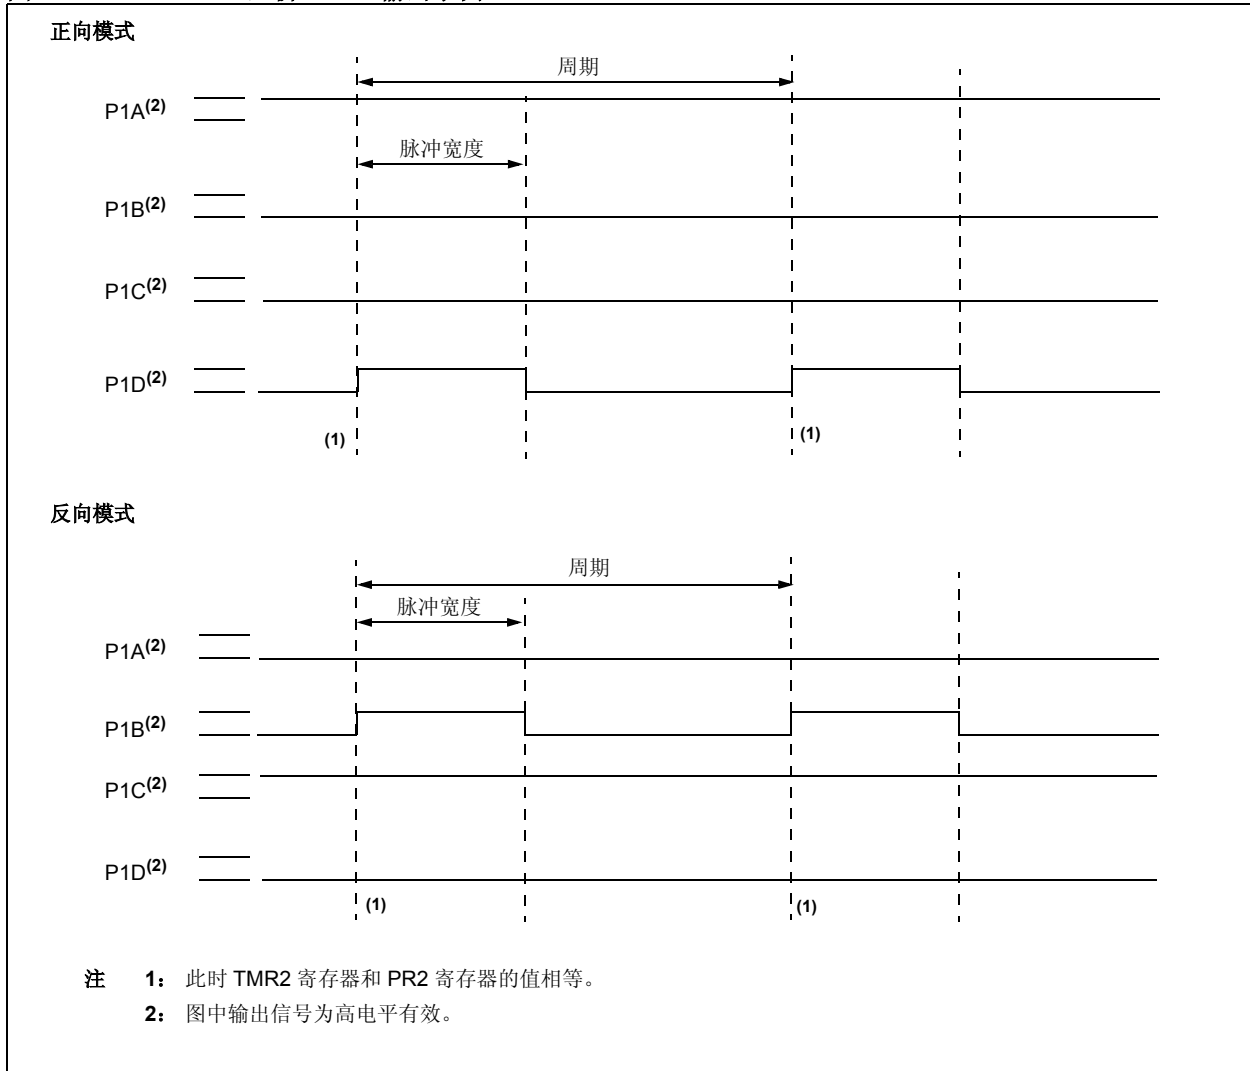 正向模式
周期
P1A(2)
脉冲宽度
P1B(2)
P1C(2)
P1D(2)
(1)
(1)
反向模式
周期
脉冲宽度
P1A(2)
P1B(2)
P1C(2)
P1D(2)
(1)
(1)
注 1： 此时 TMR2 寄存器和 PR2 寄存器的值相等。
2： 图中输出信号为高电平有效。